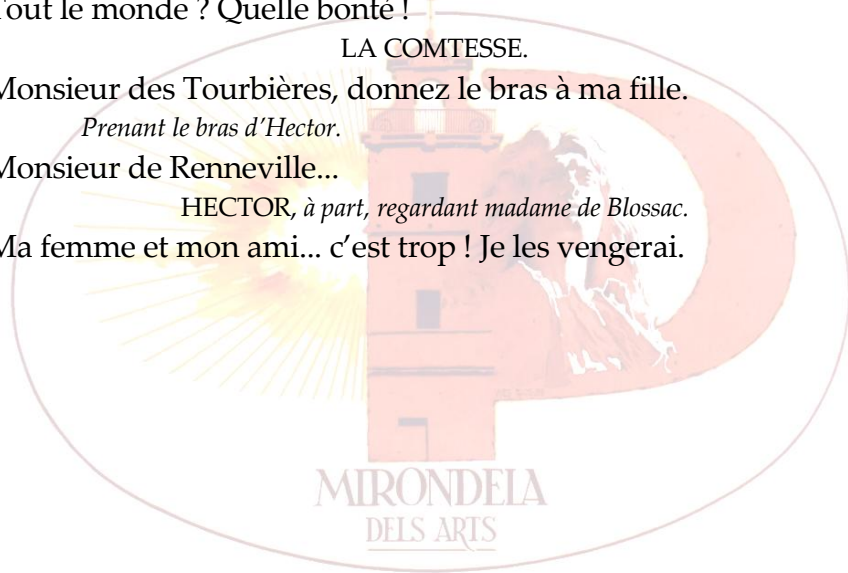 Tout le monde ? Quelle bonté !
LA COMTESSE.
Monsieur des Tourbières, donnez le bras à ma fille.
Prenant le bras d'Hector.
Monsieur de Renneville...
HECTOR, à part, regardant madame de Blossac.
Ma femme et mon ami... c'est trop ! Je les vengerai.
MIRONDELA
DELS ARTS